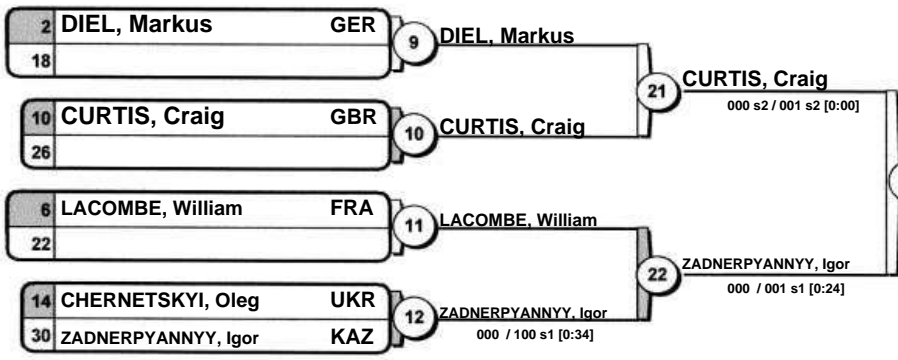 2 DIEL, Markus GER
18
9 DIEL, Markus
21 CURTIS, Craig
000 s2 / 001 s2 [0:00]
10 CURTIS, Craig GBR
26
10 CURTIS, Craig
6 LACOMBE, William FRA
22
11 LACOMBE, William
22 ZADNERPYANNYY, Igor
000 / 001 s1 [0:24]
14 CHERNETSKYI, Oleg UKR
30 ZADNERPYANNYY, Igor KAZ
12 ZADNERPYANNYY, Igor
000 / 100 s1 [0:34]